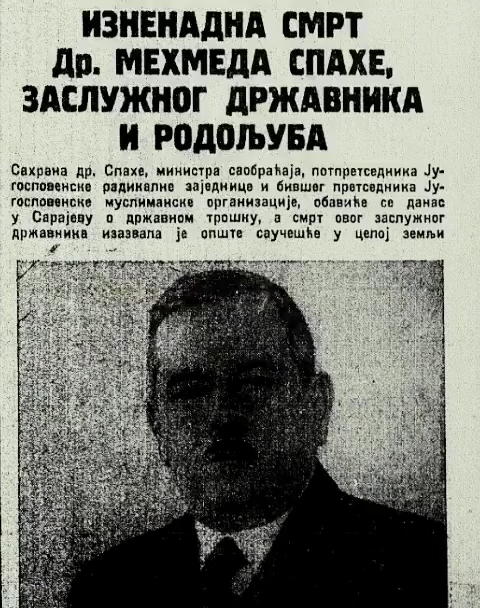 ИЗНЕНАДНА СМРТ
Др. МЕХМЕДА СПАХЕ,
ЗАСЛУЖНОГ ДРЖАВНИКА
И РОДОЉУБА
Сахрана др. Спахе, министра саобраћаја, потпретседника Ју-
гословенске радикалне заједнице и бившег претседника Ју-
гословенске муслиманске организације, обавиће се данас
у Сарајеву о државном трошку, а смрт овог заслужног
државника изазвала је опште саучешће у целој земљи